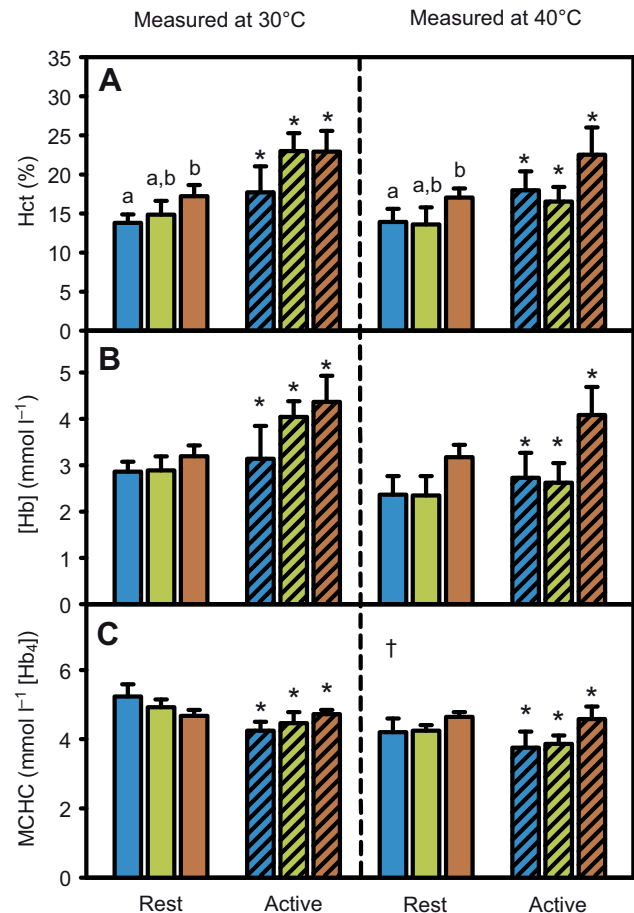 Measured at 30°C Measured at 40°C
A
35
30
25
20
15
10
5
0
Hct (%)
a a,b b * * * a a,b b * * *
B
5
4
3
2
1
0
[Hb] (mmol l⁻¹)
* * * * * *
C
6
4
2
0
MCHC (mmol l⁻¹ [Hb₄])
* * * † * * *
Rest Active Rest Active